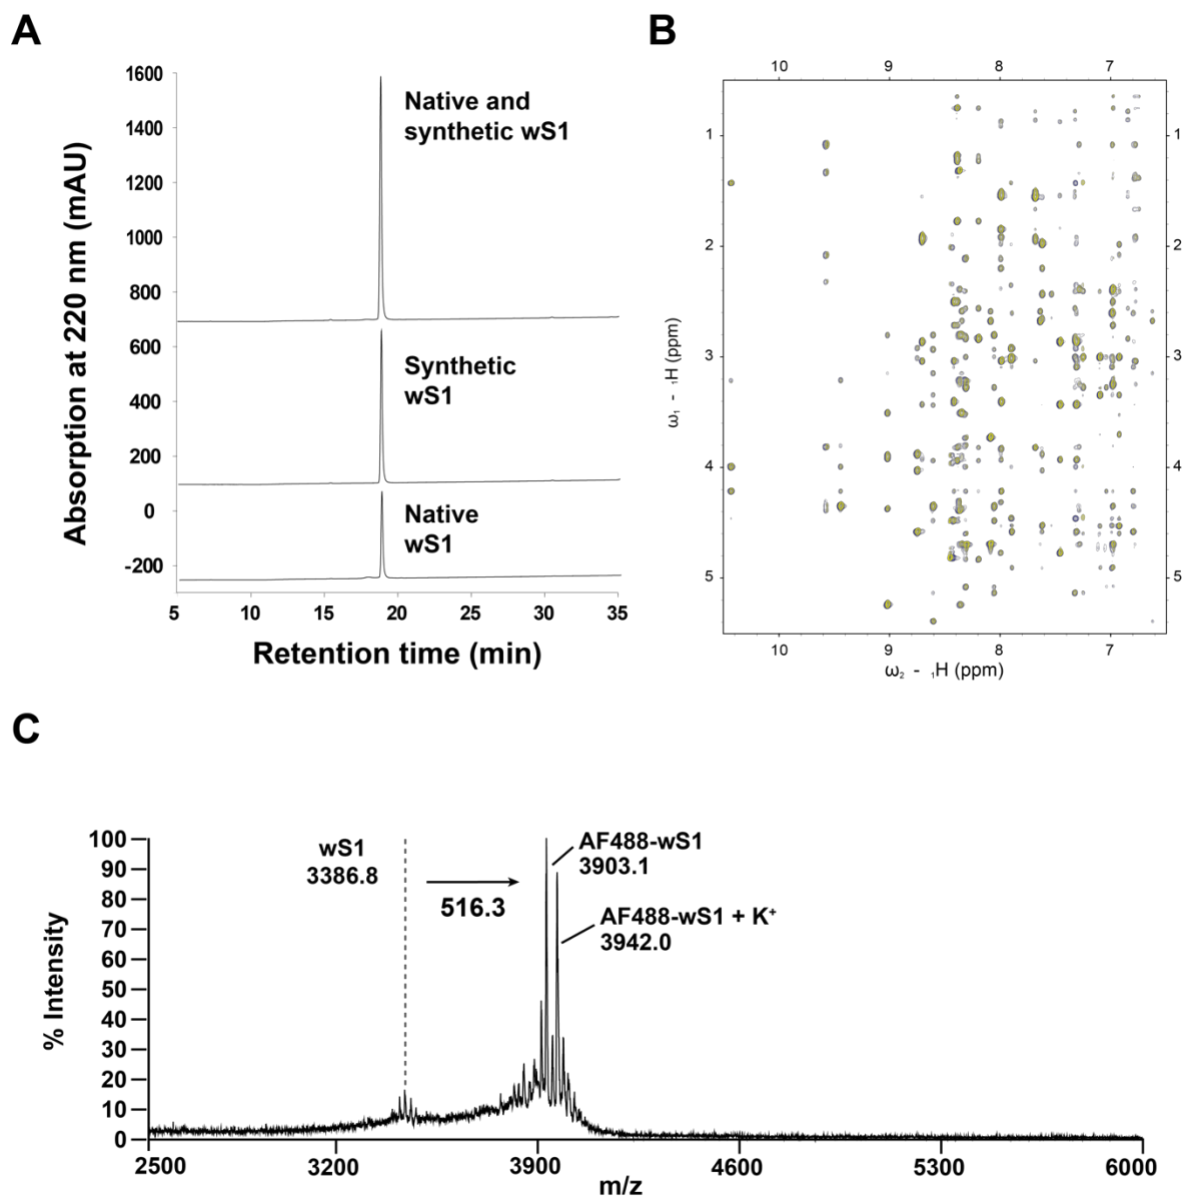 A
Absorption at 220 nm (mAU)
1600
1400
1200
1000
800
600
400
200
0
-200
Native and
synthetic wS1
Synthetic
wS1
Native
wS1
5 10 15 20 25 30 35
Retention time (min)
B
10 9 8 7
ω₁ - ₁H (ppm)
1 1
2 2
3 3
4 4
5 5
10 9 8 7
ω₂ - ₁H (ppm)
C
% Intensity
100
90
80
70
60
50
40
30
20
10
0
wS1
3386.8
516.3
AF488-wS1
3903.1
AF488-wS1 + K⁺
3942.0
2500 3200 3900 4600 5300 6000
m/z